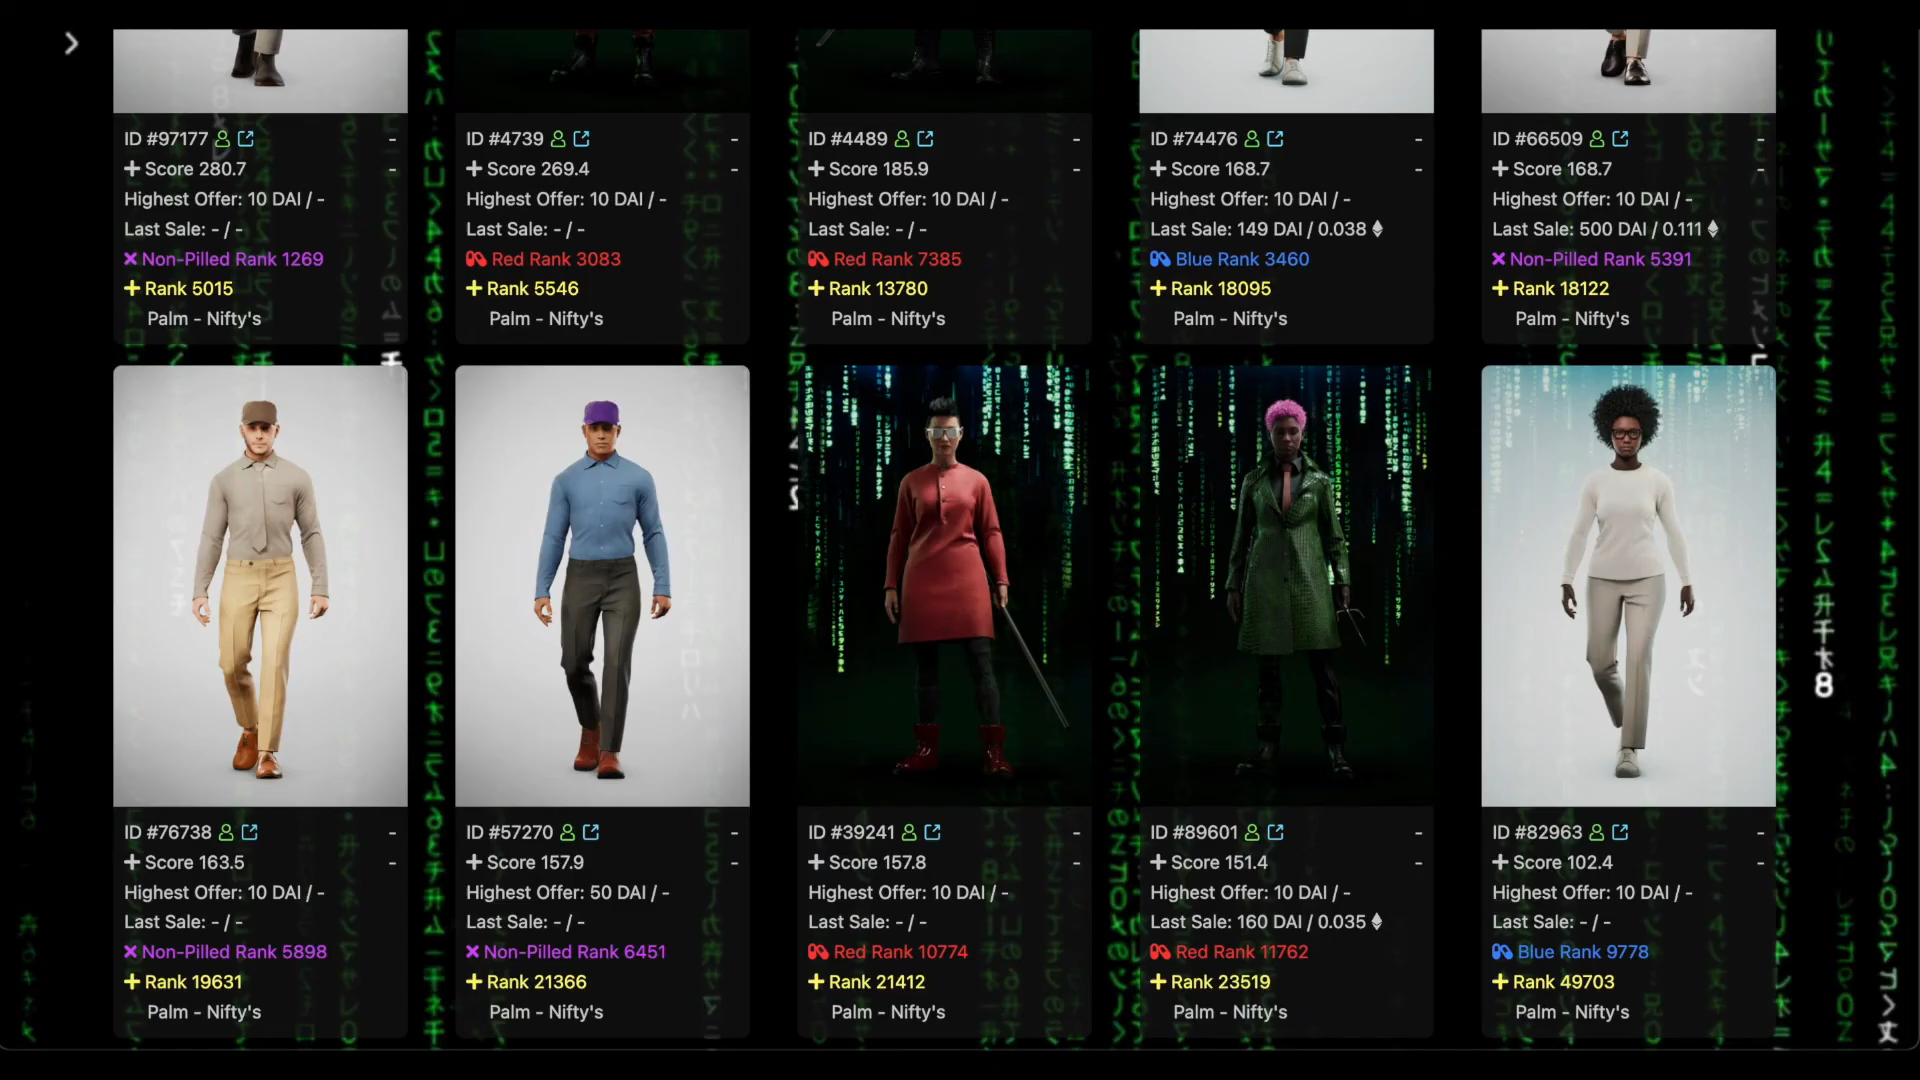 ID #97177 -
Score 280.7 -
Highest Offer: 10 DAI / -
Last Sale: - / -
Non-Pilled Rank 1269
Rank 5015
Palm - Nifty's
ID #4739 -
Score 269.4 -
Highest Offer: 10 DAI / -
Last Sale: - / -
Red Rank 3083
Rank 5546
Palm - Nifty's
ID #4489 -
Score 185.9 -
Highest Offer: 10 DAI / -
Last Sale: - / -
Red Rank 7385
Rank 13780
Palm - Nifty's
ID #74476 -
Score 168.7 -
Highest Offer: 10 DAI / -
Last Sale: 149 DAI / 0.038
Blue Rank 3460
Rank 18095
Palm - Nifty's
ID #66509 -
Score 168.7
Highest Offer: 10 DAI / -
Last Sale: 500 DAI / 0.111
Non-Pilled Rank 5391
Rank 18122
Palm - Nifty's
ID #76738 -
Score 163.5 -
Highest Offer: 10 DAI / -
Last Sale: - / -
Non-Pilled Rank 5898
Rank 19631
Palm - Nifty's
ID #57270 -
Score 157.9 -
Highest Offer: 50 DAI / -
Last Sale: - / -
Non-Pilled Rank 6451
Rank 21366
Palm - Nifty's
ID #39241 -
Score 157.8 -
Highest Offer: 10 DAI / -
Last Sale: - / -
Red Rank 10774
Rank 21412
Palm - Nifty's
ID #89601 -
Score 151.4 -
Highest Offer: 10 DAI / -
Last Sale: 160 DAI / 0.035
Red Rank 11762
Rank 23519
Palm - Nifty's
ID #82963 -
Score 102.4 -
Highest Offer: 10 DAI / -
Last Sale: - / -
Blue Rank 9778
Rank 49703
Palm - Nifty's